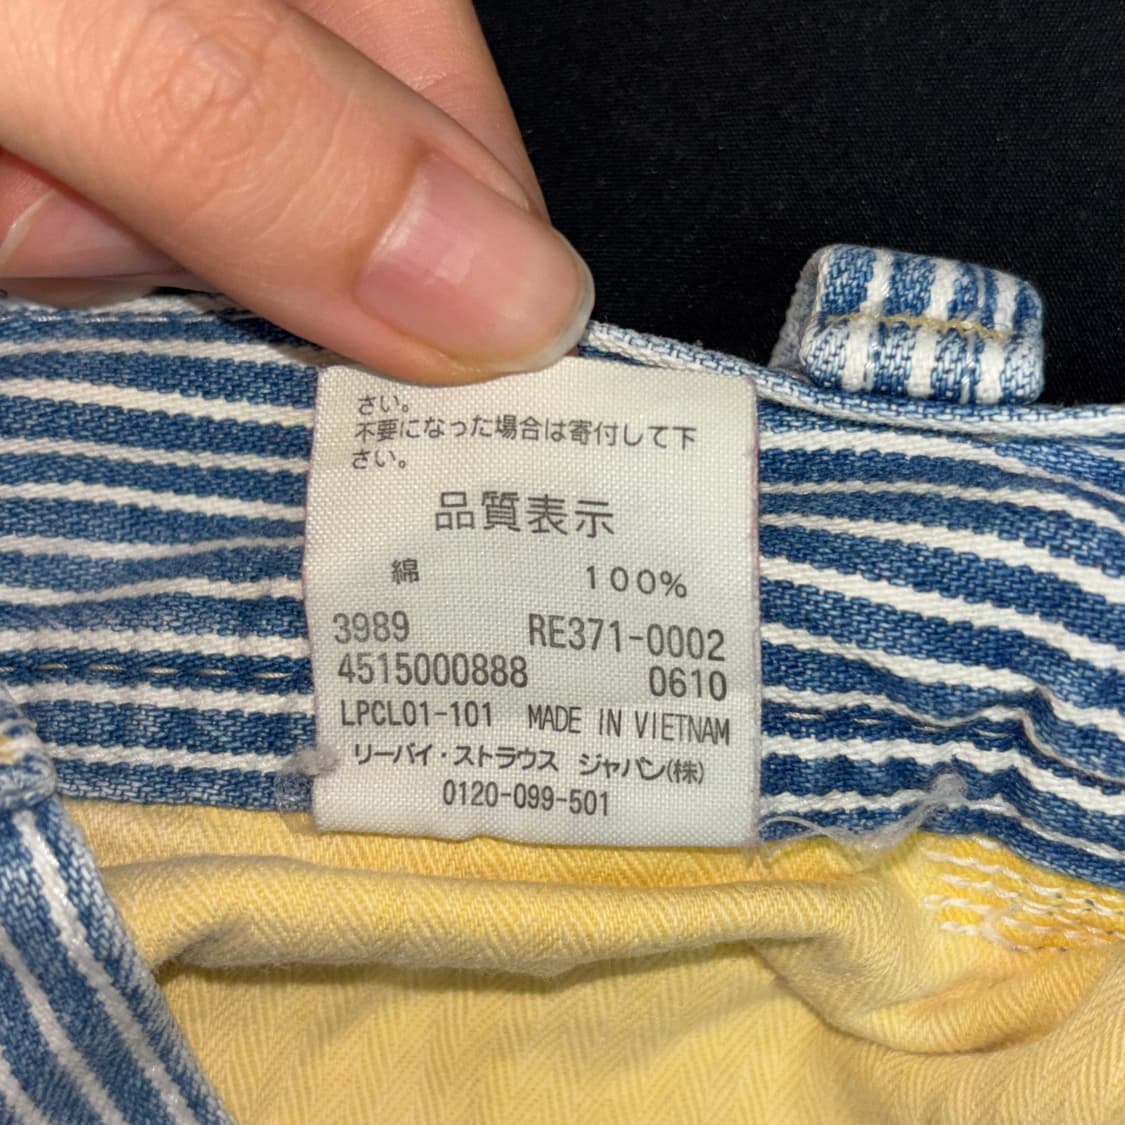 さい。
不要になった場合は寄付して下
さい。
品質表示
綿 100%
3989 RE371-0002
4515000888 0610
LPCL01-101 MADE IN VIETNAM
リーバイ・ストラウス ジャパン(株)
0120-099-501